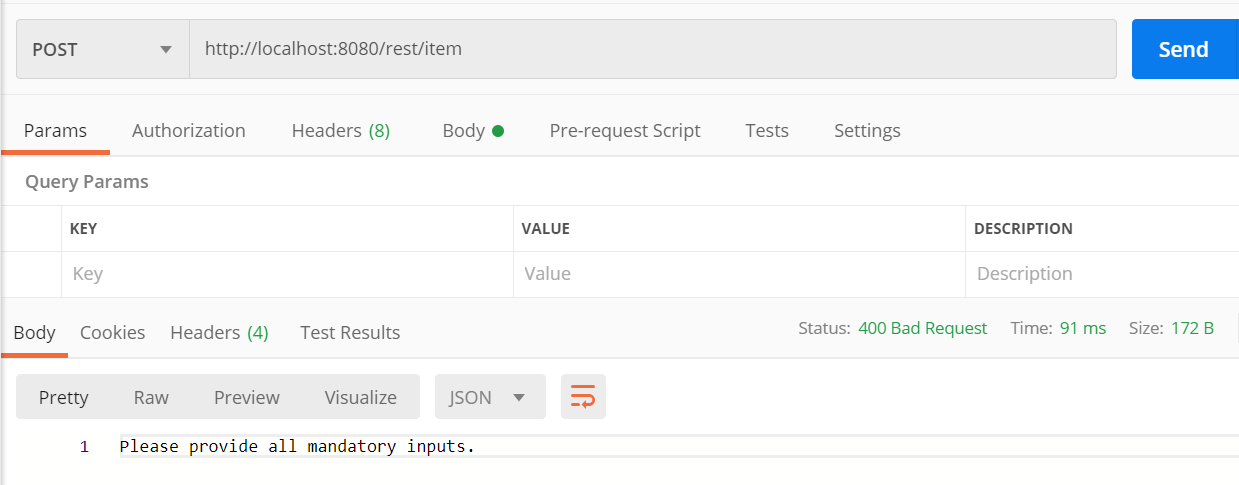 POST http://localhost:8080/rest/item Send
Params Authorization Headers (8) Body Pre-request Script Tests Settings
Query Params
KEY VALUE DESCRIPTION
Key Value Description
Body Cookies Headers (4) Test Results Status: 400 Bad Request Time: 91 ms Size: 172 B
Pretty Raw Preview Visualize JSON
1 Please provide all mandatory inputs.